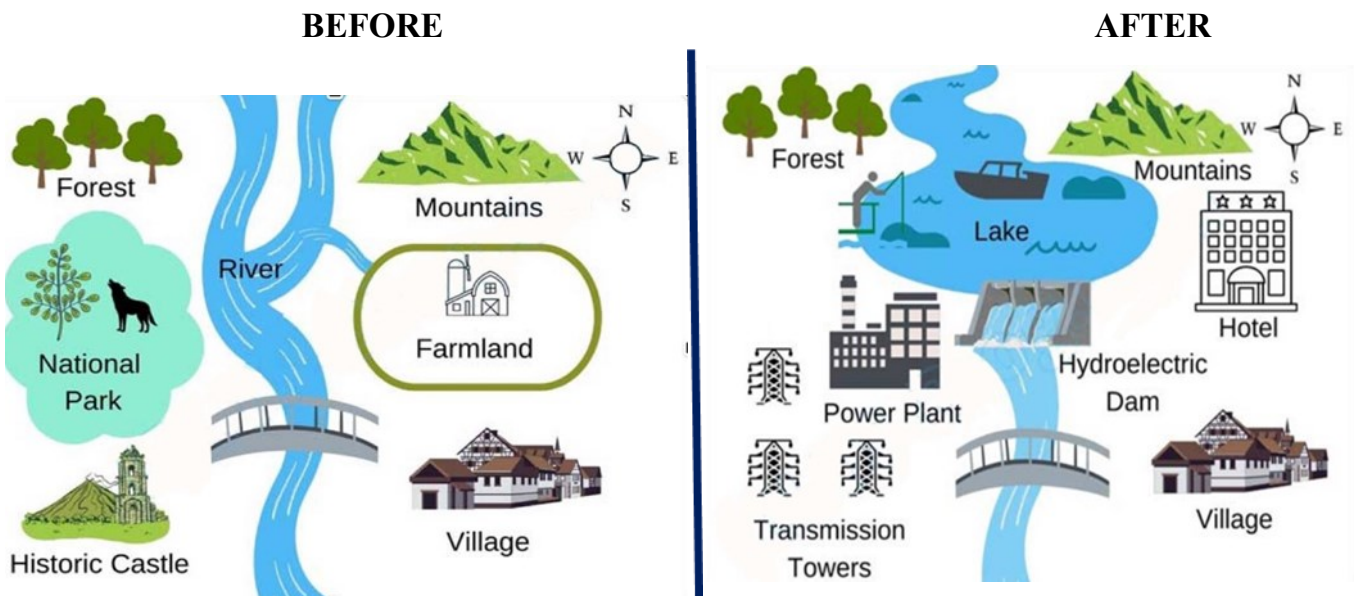 BEFORE
AFTER
Forest
Mountains
N
W
E
S
River
National
Park
Farmland
Historic Castle
Village
Forest
Mountains
N
W
E
S
Lake
Hotel
Hydroelectric
Dam
Power Plant
Transmission
Towers
Village